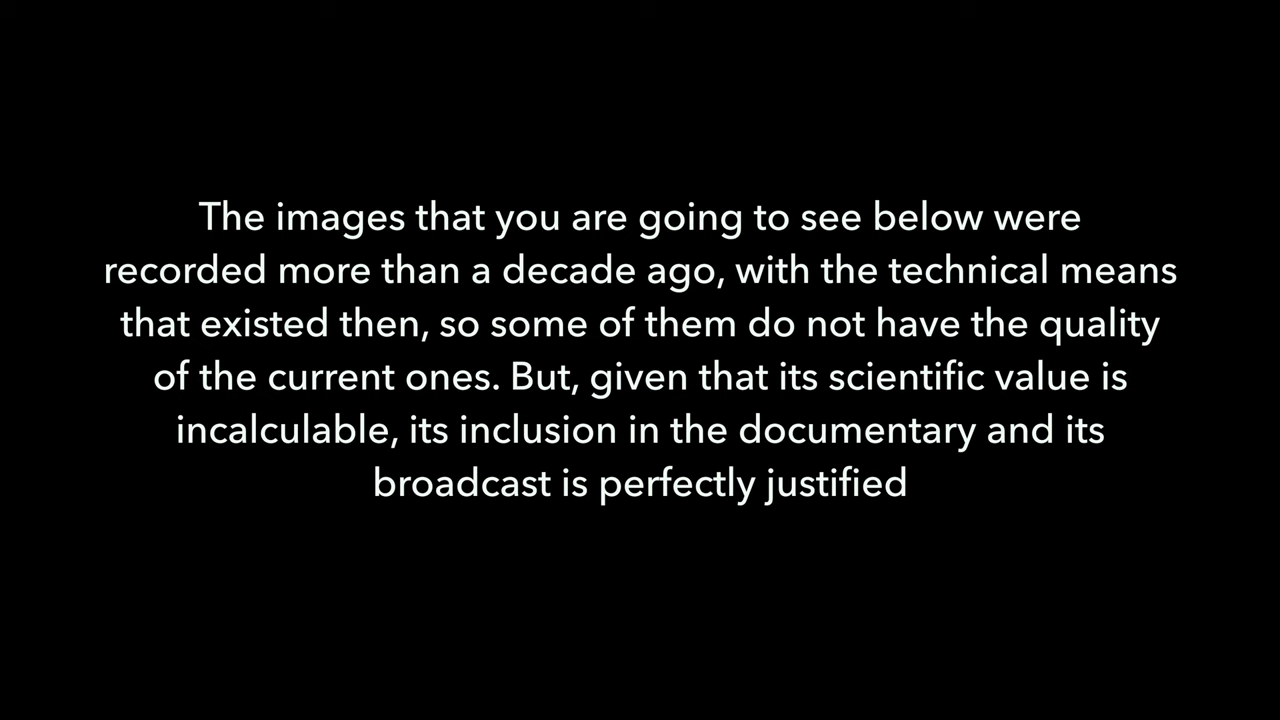 The images that you are going to see below were
recorded more than a decade ago, with the technical means
that existed then, so some of them do not have the quality
of the current ones. But, given that its scientific value is
incalculable, its inclusion in the documentary and its
broadcast is perfectly justified